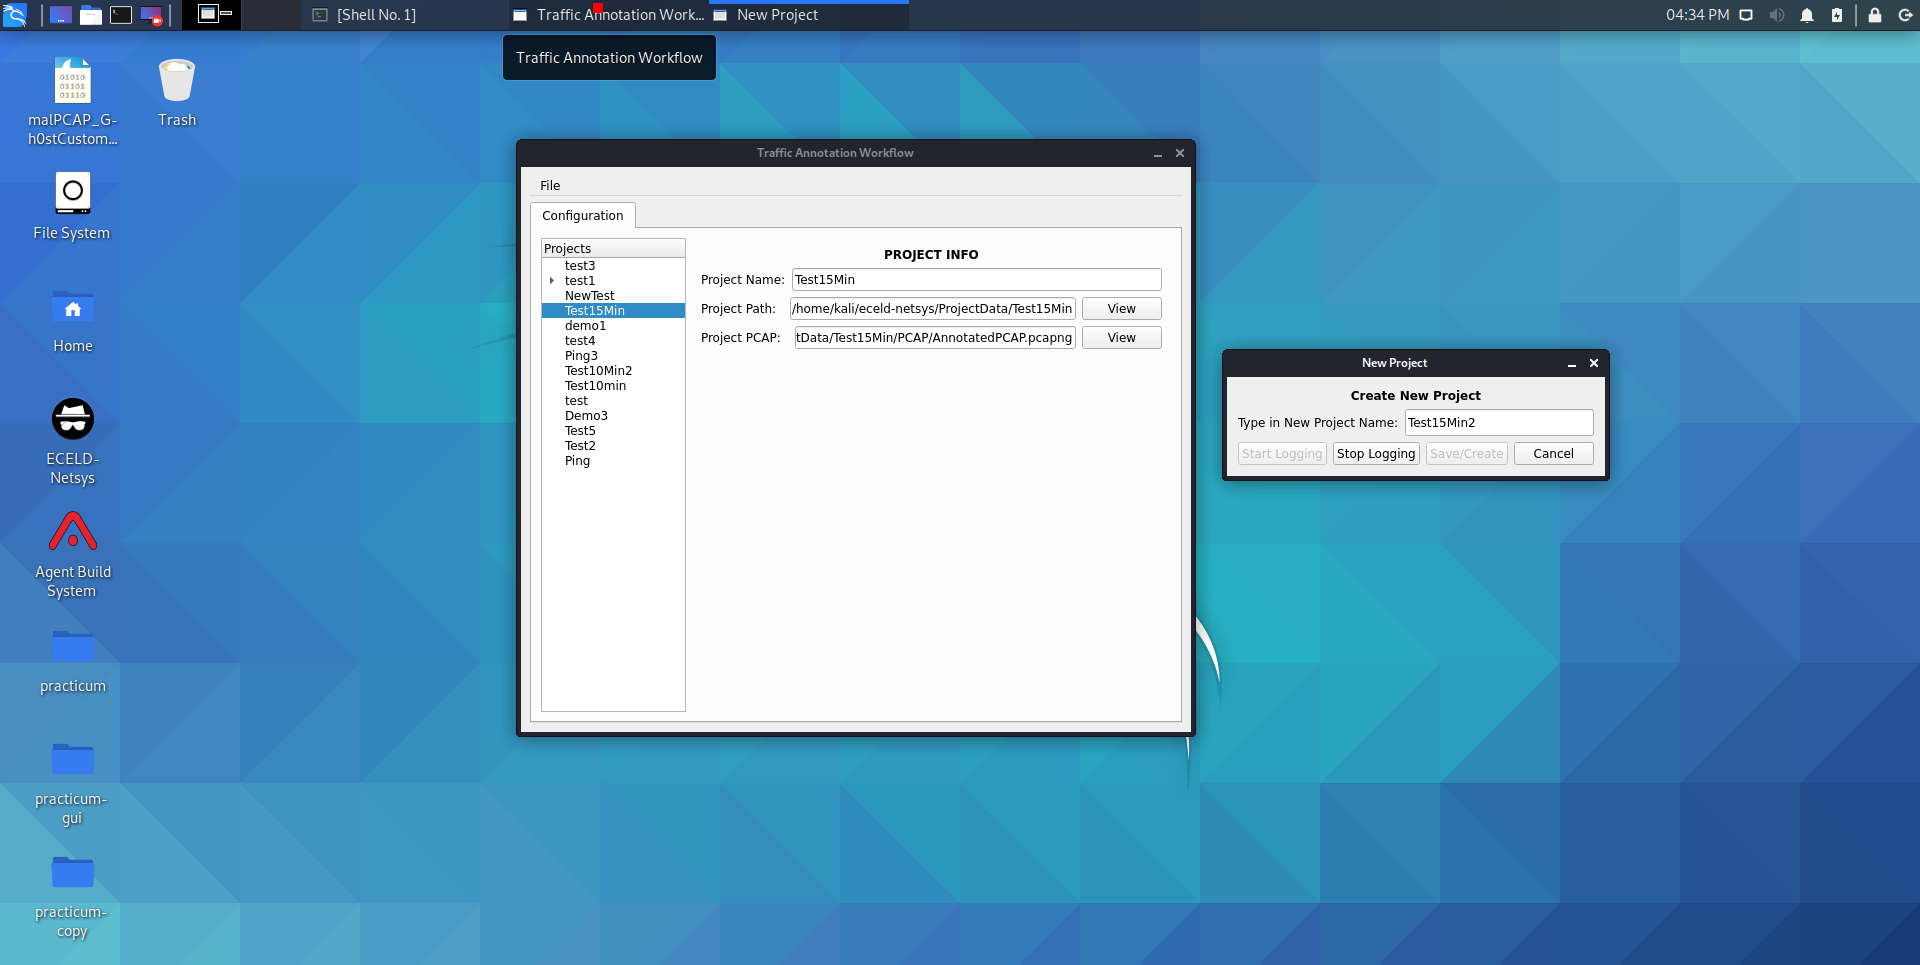 [Shell No. 1]
Traffic Annotation Work...
New Project
04:34 PM
Traffic Annotation Workflow
01010
01101
01110
malPCAP_G-
h0stCustom...
Trash
File System
Home
ECELD-
Netsys
Agent Build
System
practicum
practicum-
gui
practicum-
copy
Traffic Annotation Workflow
File
Configuration
Projects
test3
test1
NewTest
Test15Min
demo1
test4
Ping3
Test10Min2
Test10min
test
Demo3
Test5
Test2
Ping
PROJECT INFO
Project Name: Test15Min
Project Path: /home/kali/eceld-netsys/ProjectData/Test15Min View
Project PCAP: tData/Test15Min/PCAP/AnnotatedPCAP.pcapng View
New Project
Create New Project
Type in New Project Name: Test15Min2
Start Logging Stop Logging Save/Create Cancel